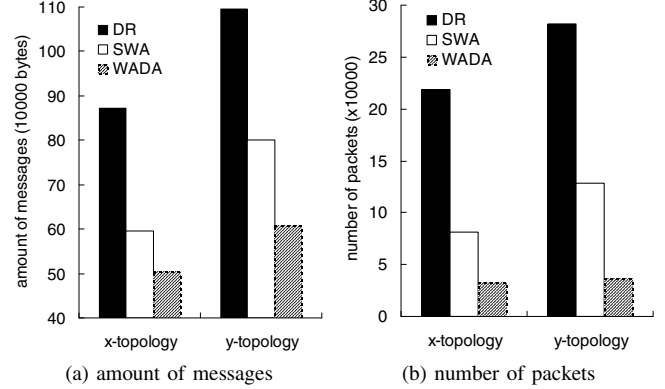 amount of messages (10000 bytes)
110
100
90
80
70
60
50
40
DR
SWA
WADA
x-topology
y-topology
(a) amount of messages
number of packets (x10000)
30
25
20
15
10
5
0
DR
SWA
WADA
x-topology
y-topology
(b) number of packets